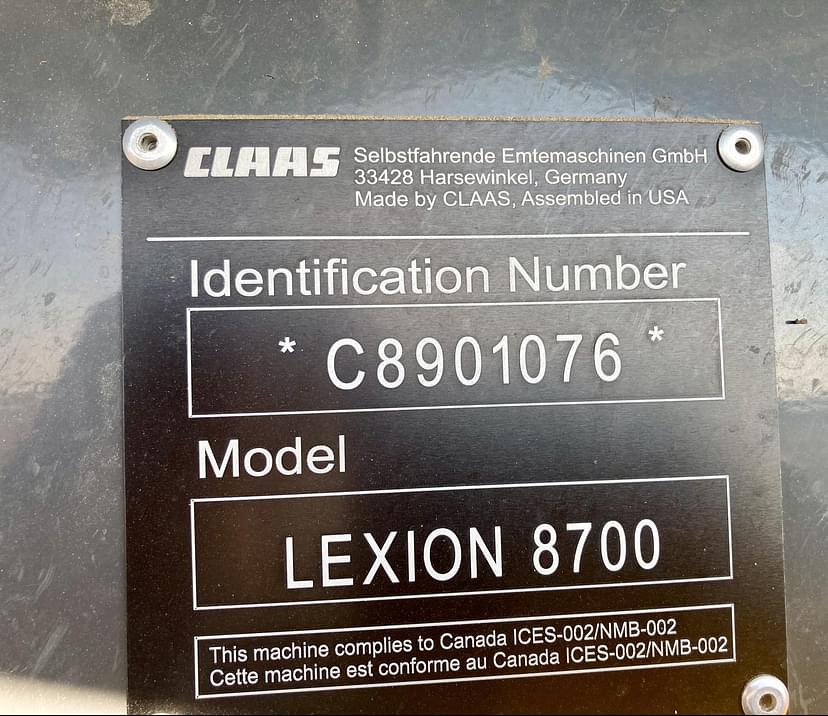 CLAAS Selbstfahrende Erntemaschinen GmbH
33428 Harsewinkel, Germany
Made by CLAAS, Assembled in USA
Identification Number
* C8901076 *
Model
LEXION 8700
This machine complies to Canada ICES-002/NMB-002
Cette machine est conforme au Canada ICES-002/NMB-002